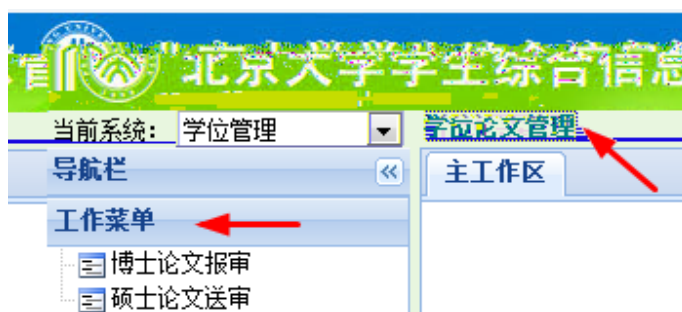 北京大学学生综合信息
当前系统： 学位管理 学位论文管理
导航栏 主工作区
工作菜单
博士论文报审
硕士论文送审